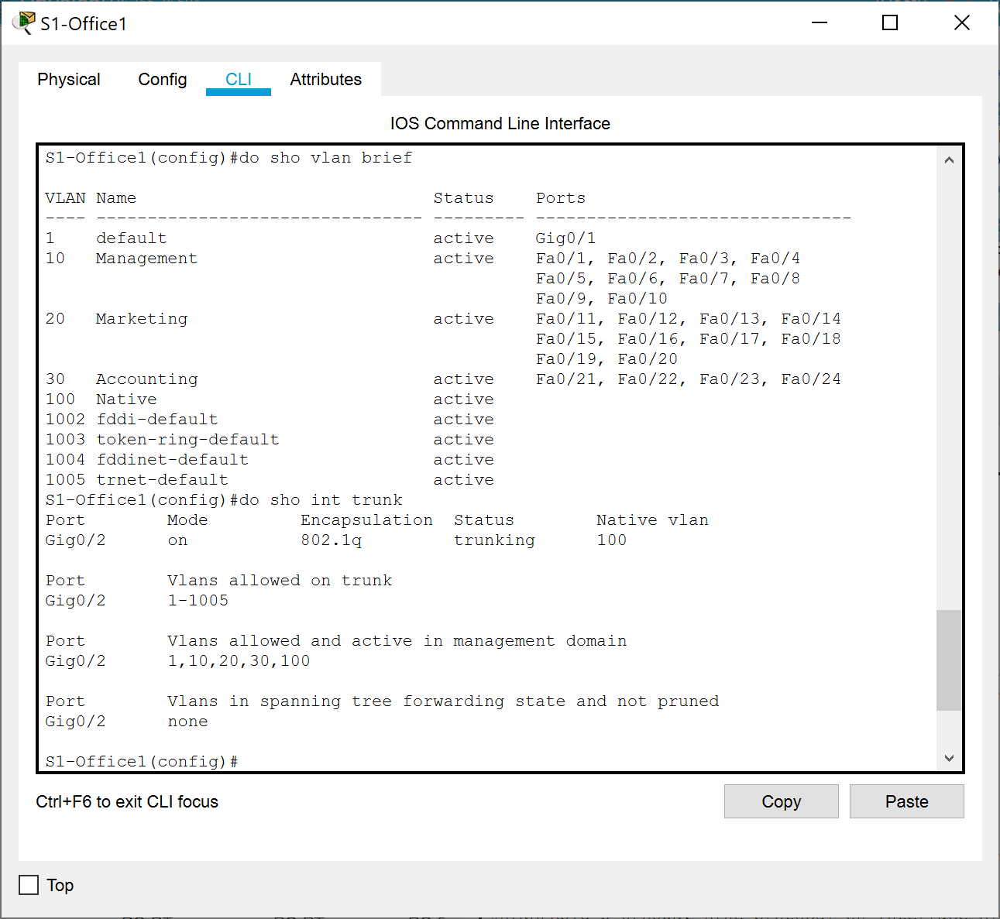 S1-Office1
Physical Config CLI Attributes
IOS Command Line Interface
S1-Office1(config)#do sho vlan brief
VLAN Name                             Status    Ports
---- -------------------------------- --------- -------------------------------
1    default                          active    Gig0/1
10   Management                       active    Fa0/1, Fa0/2, Fa0/3, Fa0/4
                                                Fa0/5, Fa0/6, Fa0/7, Fa0/8
                                                Fa0/9, Fa0/10
20   Marketing                        active    Fa0/11, Fa0/12, Fa0/13, Fa0/14
                                                Fa0/15, Fa0/16, Fa0/17, Fa0/18
                                                Fa0/19, Fa0/20
30   Accounting                       active    Fa0/21, Fa0/22, Fa0/23, Fa0/24
100  Native                           active
1002 fddi-default                     active
1003 token-ring-default               active
1004 fddinet-default                  active
1005 trnet-default                    active
S1-Office1(config)#do sho int trunk
Port        Mode         Encapsulation  Status        Native vlan
Gig0/2      on           802.1q         trunking      100
Port        Vlans allowed on trunk
Gig0/2      1-1005
Port        Vlans allowed and active in management domain
Gig0/2      1,10,20,30,100
Port        Vlans in spanning tree forwarding state and not pruned
Gig0/2      none
S1-Office1(config)#
Ctrl+F6 to exit CLI focus
Copy Paste
Top